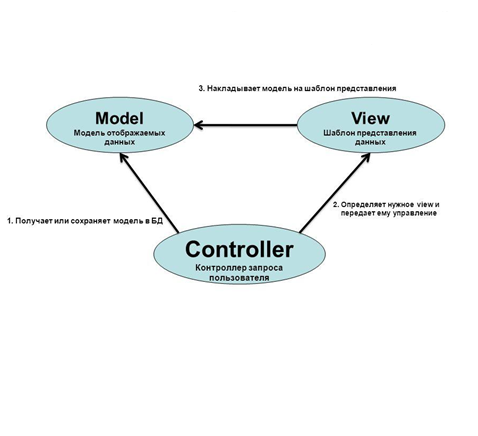 3. Накладывает модель на шаблон представления
Model
Модель отображаемых
данных
View
Шаблон представления
данных
1. Получает или сохраняет модель в БД
2. Определяет нужное view и
передает ему управление
Controller
Контроллер запроса
пользователя